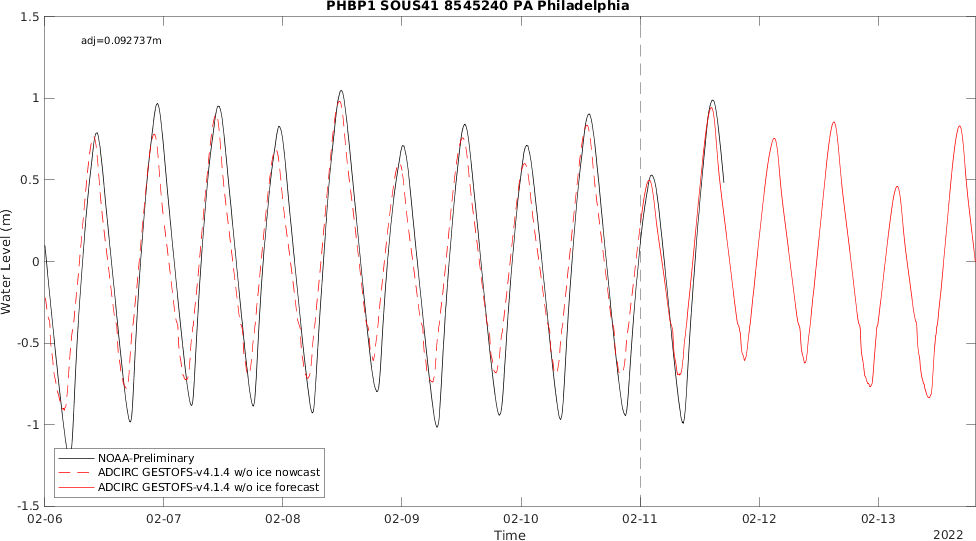 PHBP1 SOUS41 8545240 PA Philadelphia
adj=0.092737m
1.5
1
0.5
0
-0.5
-1
-1.5
Water Level (m)
NOAA-Preliminary
ADCIRC GESTOFS-v4.1.4 w/o ice nowcast
ADCIRC GESTOFS-v4.1.4 w/o ice forecast
02-06 02-07 02-08 02-09 02-10 02-11 02-12 02-13
Time
2022